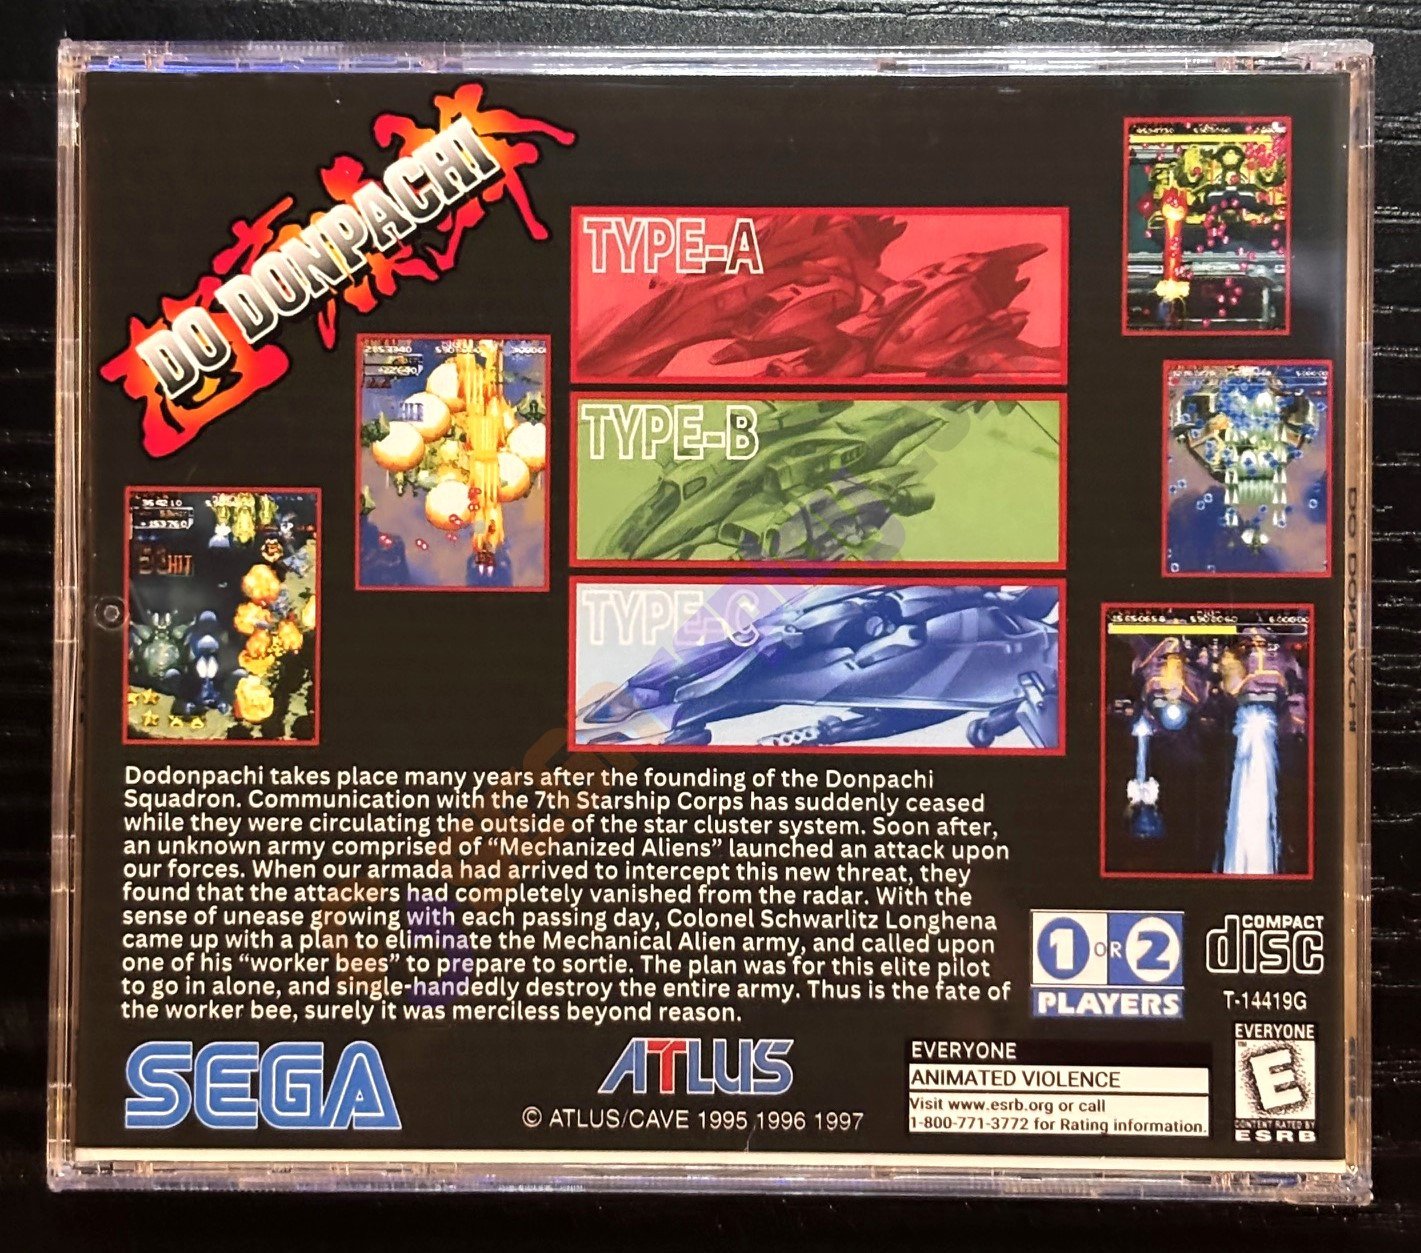 DO DONPACHI
TYPE-A
TYPE-B
TYPE-C
HIT
Dodonpachi takes place many years after the founding of the Donpachi
Squadron. Communication with the 7th Starship Corps has suddenly ceased
while they were circulating the outside of the star cluster system. Soon after,
an unknown army comprised of “Mechanized Aliens” launched an attack upon
our forces. When our armada had arrived to intercept this new threat, they
found that the attackers had completely vanished from the radar. With the
sense of unease growing with each passing day, Colonel Schwarlitz Longhena
came up with a plan to eliminate the Mechanical Alien army, and called upon
one of his “worker bees” to prepare to sortie. The plan was for this elite pilot
to go in alone, and single-handedly destroy the entire army. Thus is the fate of
the worker bee, surely it was merciless beyond reason.
1 OR 2
PLAYERS
COMPACT
disc
T-14419G
SEGA
ATLUS
© ATLUS/CAVE 1995 1996 1997
EVERYONE
ANIMATED VIOLENCE
Visit www.esrb.org or call
1-800-771-3772 for Rating information.
EVERYONE
E
CONTENT RATED BY
ESRB
DO DONPACHI